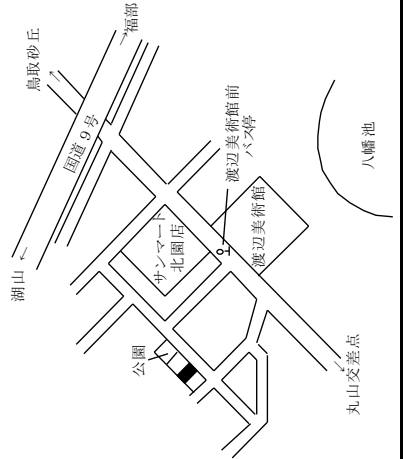 福部
鳥取砂丘
国道9号
湖山
サンマート
北園店
渡辺美術館前
バス停
渡辺美術館
八幡池
公園
丸山交差点